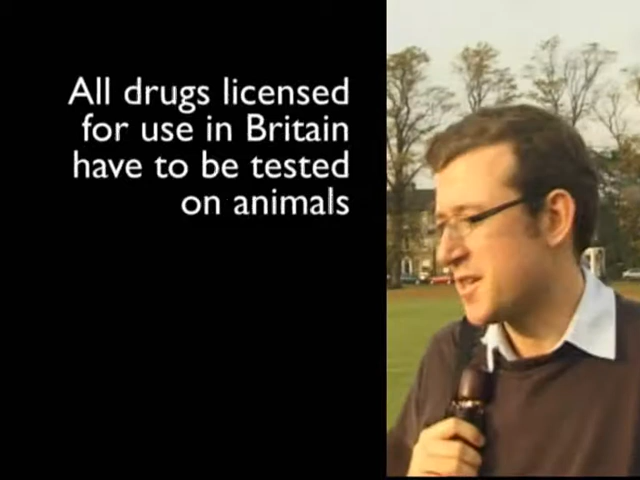 All drugs licensed
for use in Britain
have to be tested
on animals